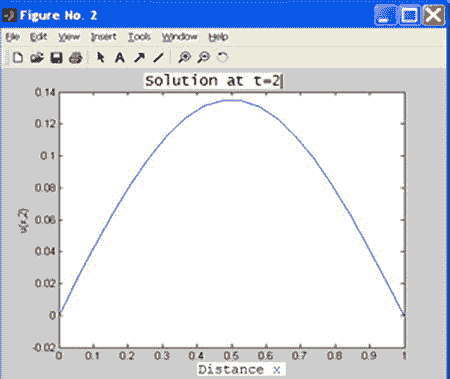 Figure No. 2
File Edit View Insert Tools Window Help
A
Solution at t=2
0.14
0.12
0.1
0.08
0.06
0.04
0.02
0
-0.02
u(x,2)
0 0.1 0.2 0.3 0.4 0.5 0.6 0.7 0.8 0.9 1
Distance x